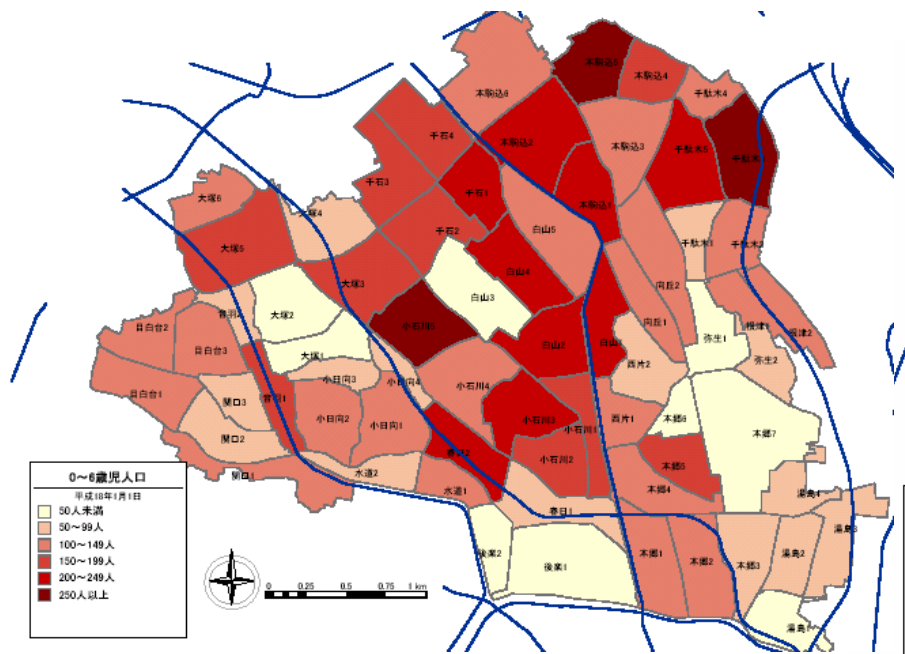 本駒込5
本駒込4
本駒込6
千駄木4
千石4
本駒込2
本駒込3
千駄木5
千石3
千石1
大塚6
大塚4
本駒込1
千石2
白山5
千駄木1
千駄木2
大塚5
白山4
向丘2
大塚3
白山3
大塚2
小石川5
向丘1
根津1
根津2
目白台2
目白台3
大塚1
白山2
白山1
弥生1
弥生2
西片2
小日向3
小日向4
小石川4
目白台1
関口3
音羽1
小日向2
小日向1
小石川3
小石川1
西片1
本郷6
本郷7
関口2
春日2
小石川2
本郷5
関口1
水道2
水道1
本郷4
湯島4
春日1
湯島3
後楽2
後楽1
本郷1
本郷2
本郷3
湯島2
湯島1
0~6歳児人口
平成18年1月1日
50人未満
50~99人
100~149人
150~199人
200~249人
250人以上
0 0.25 0.5 0.75 1 km